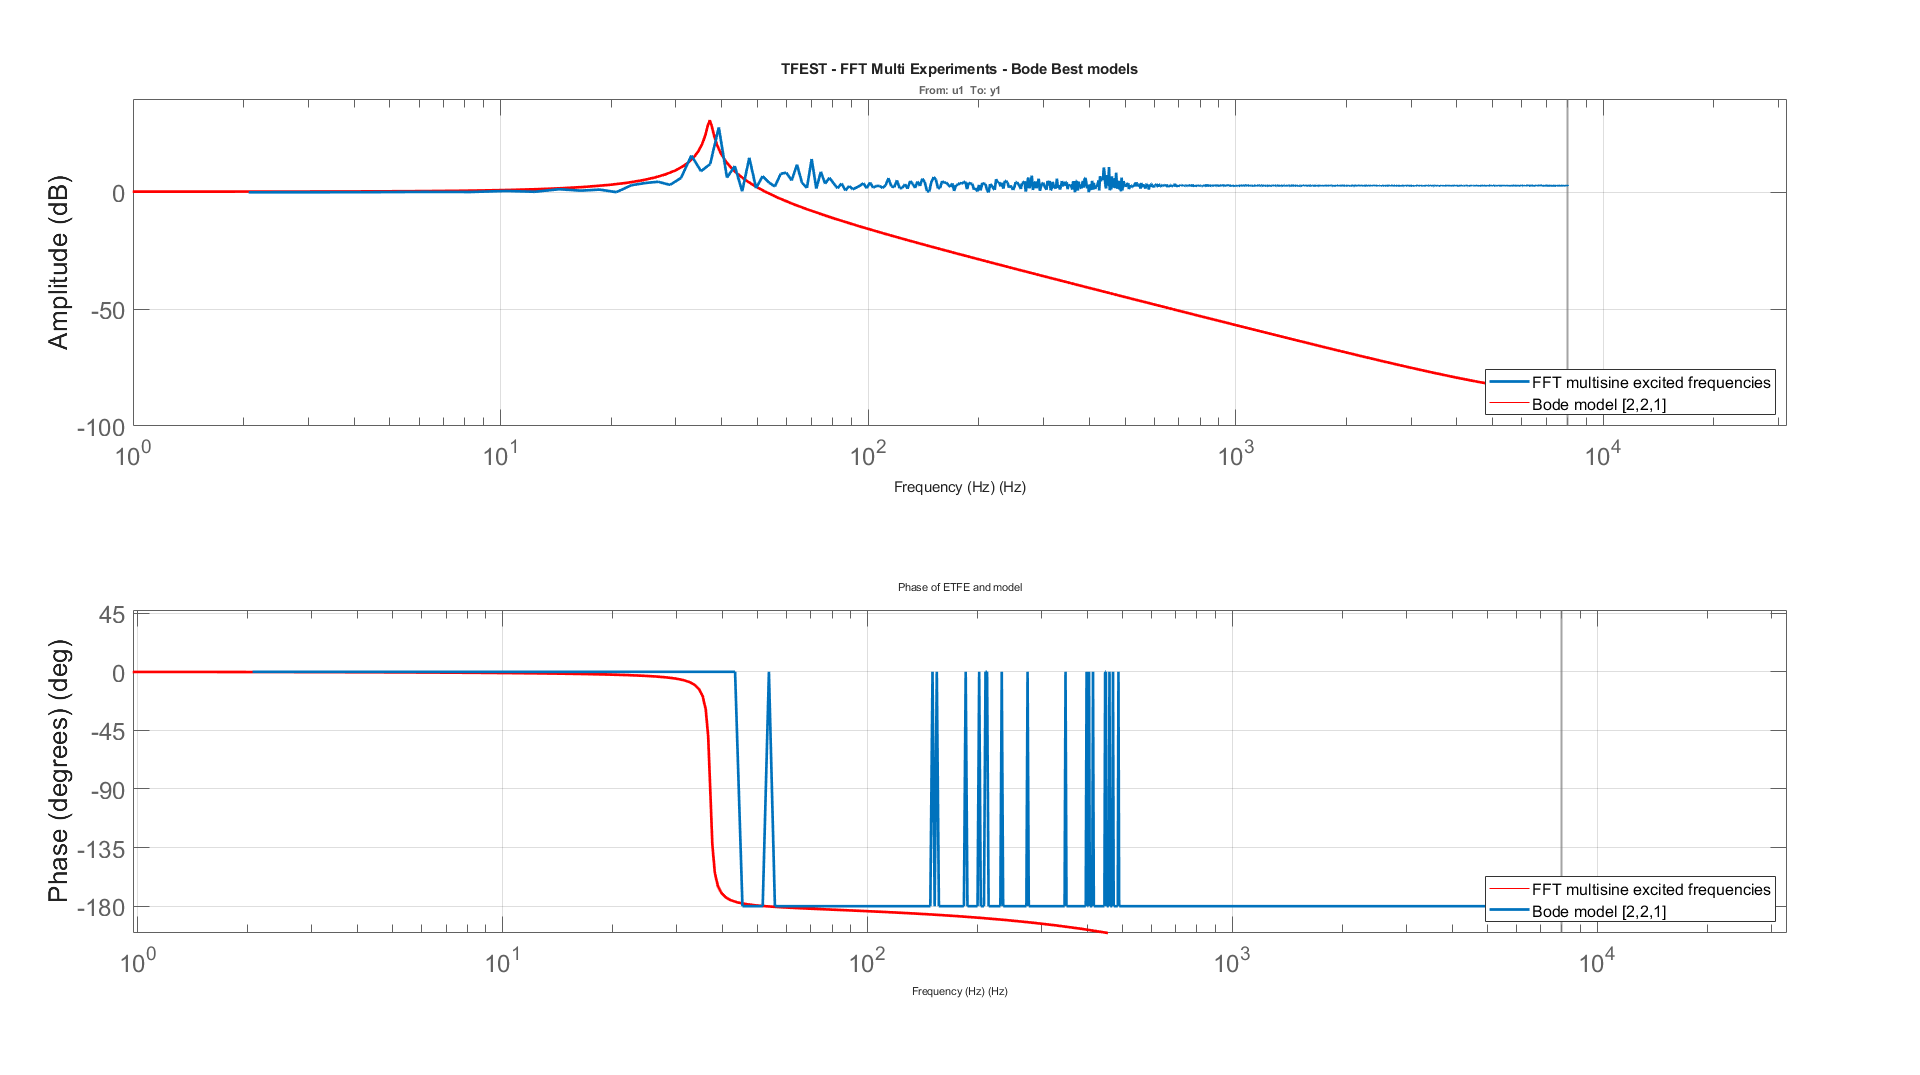 TFEST - FFT Multi Experiments - Bode Best models
From: u1 To: y1
Amplitude (dB)
0
-50
-100
10^0 10^1 10^2 10^3 10^4
FFT multisine excited frequencies
Bode model [2,2,1]
Frequency (Hz) (Hz)
Phase of ETFE and model
Phase (degrees) (deg)
45
0
-45
-90
-135
-180
FFT multisine excited frequencies
Bode model [2,2,1]
10^0 10^1 10^2 10^3 10^4
Frequency (Hz) (Hz)